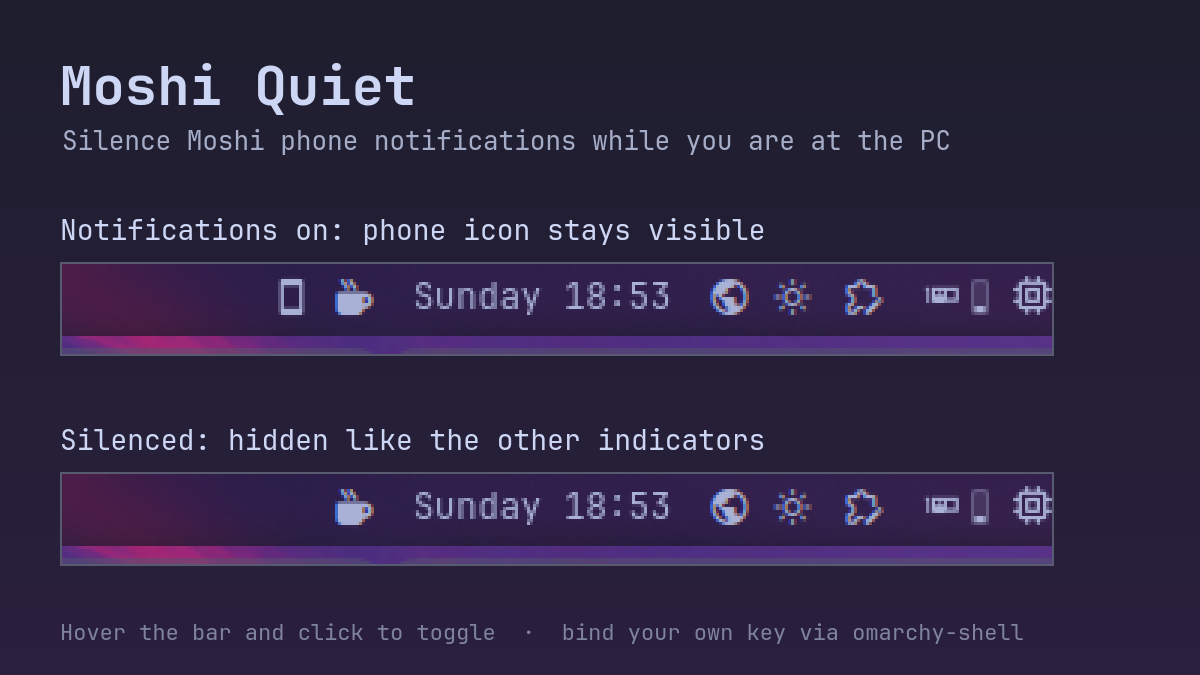 Moshi Quiet
Silence Moshi phone notifications while you are at the PC
Notifications on: phone icon stays visible
Sunday 18:53
Silenced: hidden like the other indicators
Sunday 18:53
Hover the bar and click to toggle · bind your own key via omarchy-shell